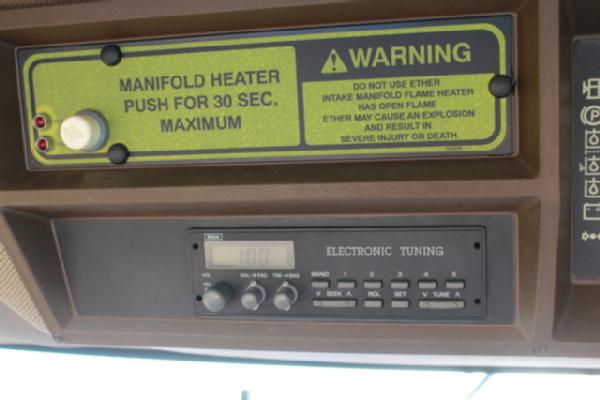 MANIFOLD HEATER
PUSH FOR 30 SEC.
MAXIMUM
WARNING
DO NOT USE ETHER
INTAKE MANIFOLD FLAME HEATER
HAS OPEN FLAME
ETHER MAY CAUSE AN EXPLOSION
AND RESULT IN
SEVERE INJURY OR DEATH
1:00
ELECTRONIC TUNING
VOL BAL FAD TRE BAS
BAND 1 2 3 4 5
V SEEK Λ RCL SET V TUNE Λ
P